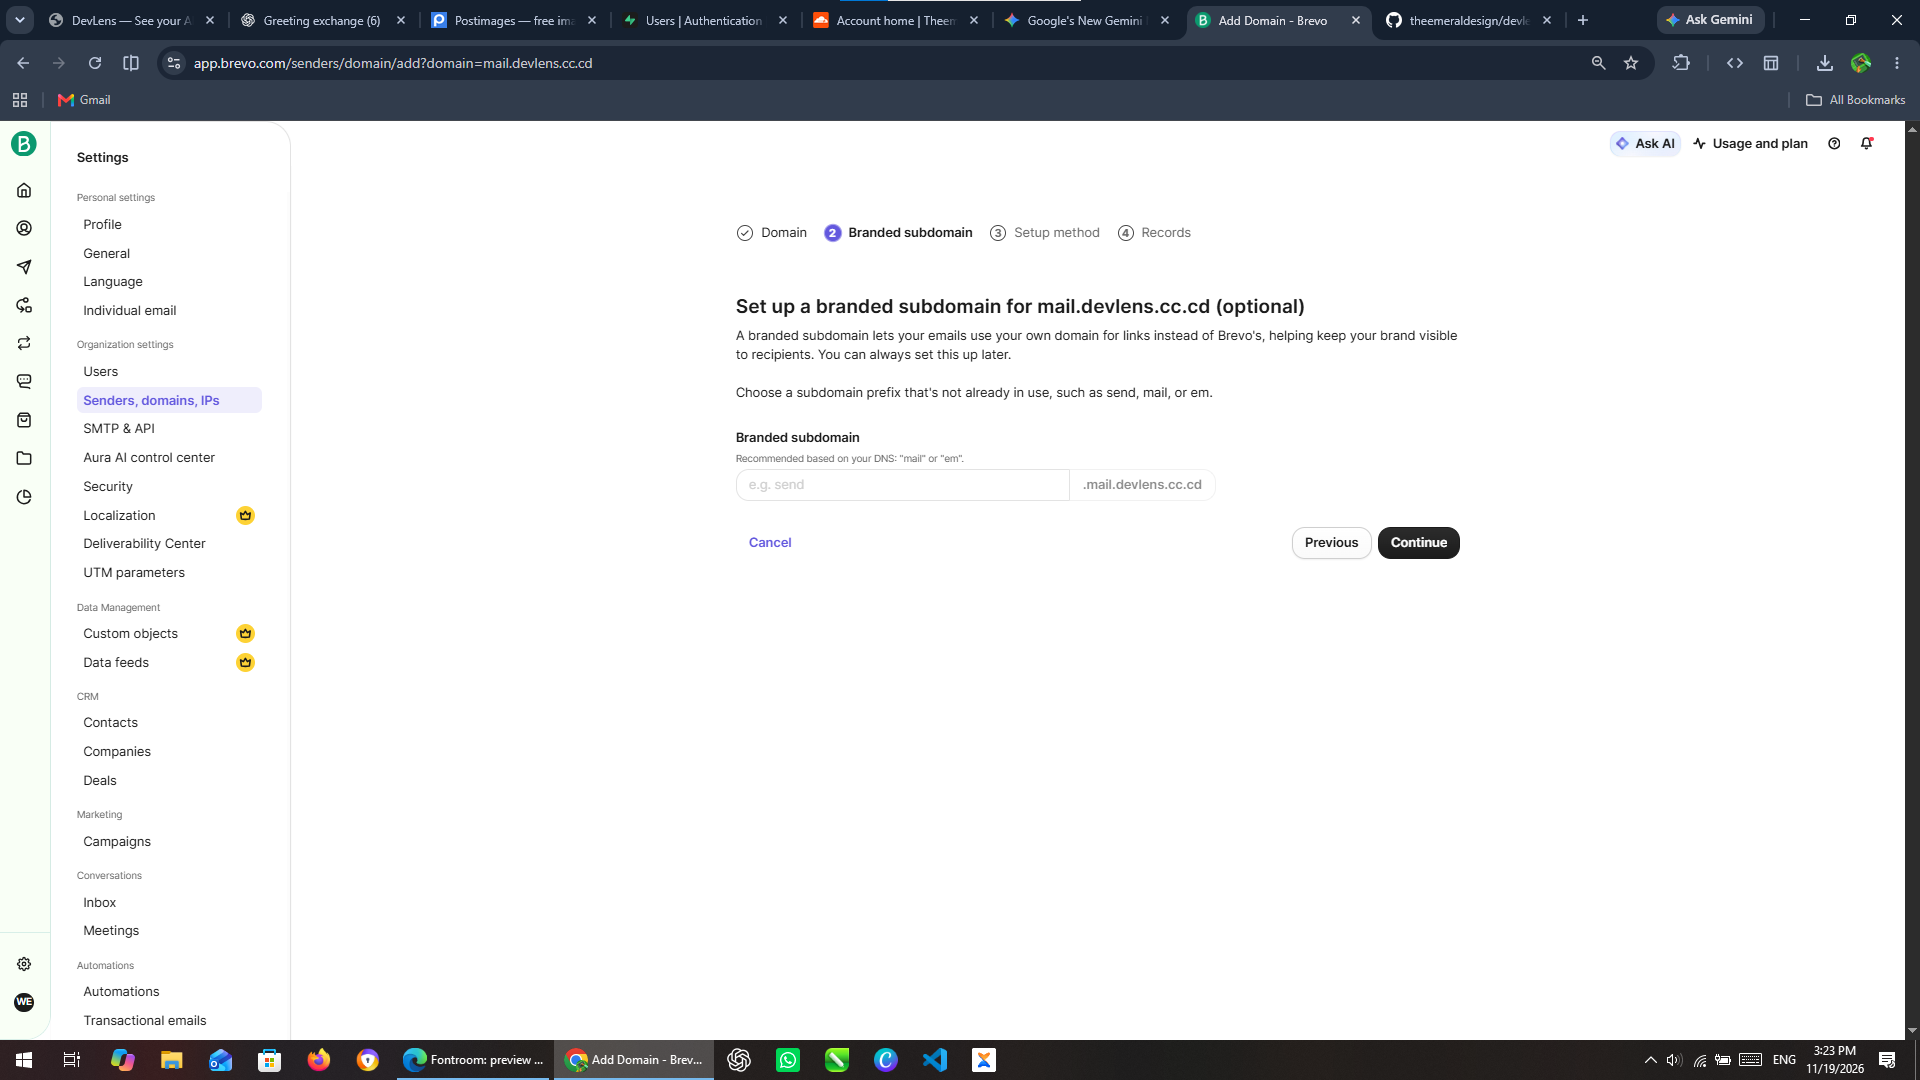 DevLens — See your A
Greeting exchange (6)
Postimages — free ima
Users | Authentication
Account home | Theem
Google's New Gemini
Add Domain - Brevo
theemeraldesign/devle
Ask Gemini
app.brevo.com/senders/domain/add?domain=mail.devlens.cc.cd
Gmail
All Bookmarks
B
Settings
Personal settings
Profile
General
Language
Individual email
Organization settings
Users
Senders, domains, IPs
SMTP & API
Aura AI control center
Security
Localization
Deliverability Center
UTM parameters
Data Management
Custom objects
Data feeds
CRM
Contacts
Companies
Deals
Marketing
Campaigns
Conversations
Inbox
Meetings
Automations
Automations
Transactional emails
WE
Ask AI
Usage and plan
Domain
2 Branded subdomain
3 Setup method
4 Records
Set up a branded subdomain for mail.devlens.cc.cd (optional)
A branded subdomain lets your emails use your own domain for links instead of Brevo's, helping keep your brand visible
to recipients. You can always set this up later.
Choose a subdomain prefix that's not already in use, such as send, mail, or em.
Branded subdomain
Recommended based on your DNS: "mail" or "em".
e.g. send
.mail.devlens.cc.cd
Cancel
Previous
Continue
Fontroom: preview ...
Add Domain - Brev...
ENG
3:23 PM
11/19/2026